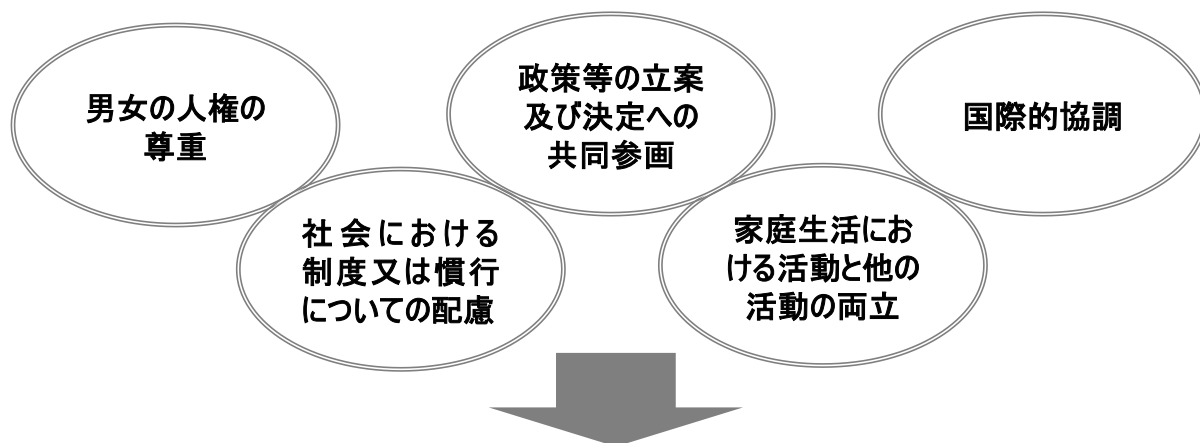 男女の人権の
尊重
社会における
制度又は慣行
についての配慮
政策等の立案
及び決定への
共同参画
家庭生活にお
ける活動と他の
活動の両立
国際的協調